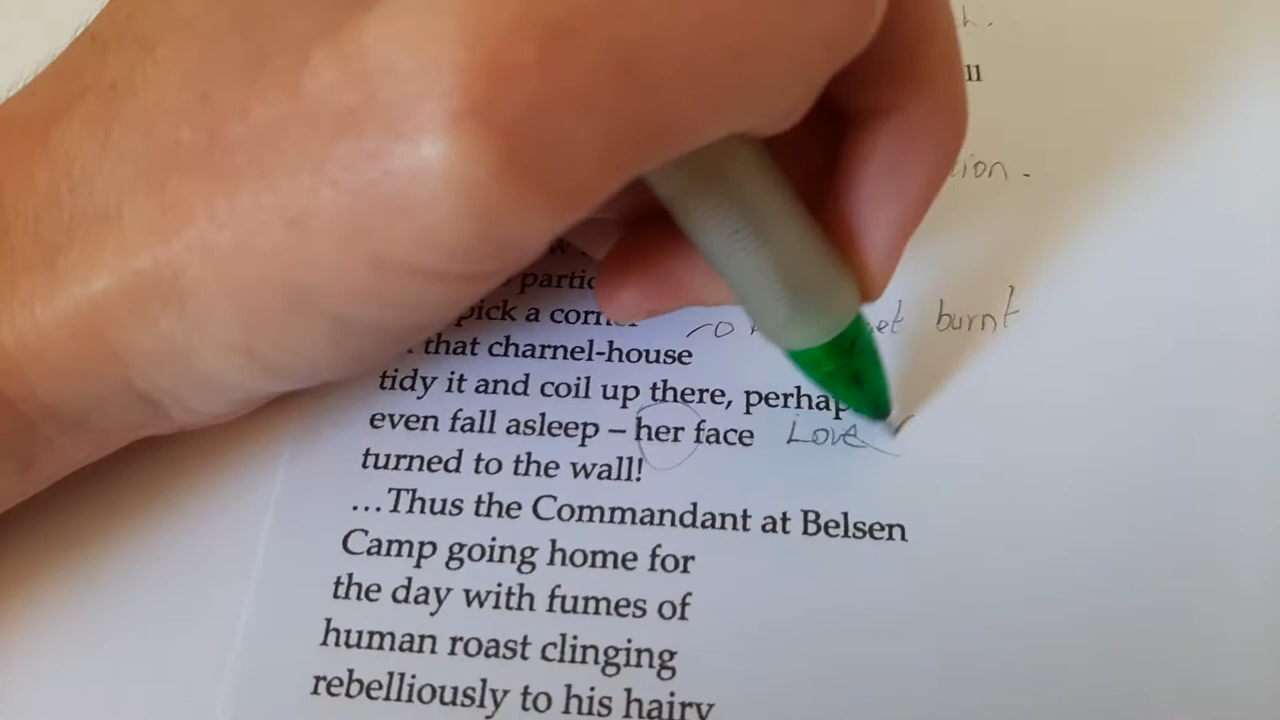 ll
pick a
that charnel-house
tidy it and coil up there,
even fall asleep – her face Love
turned to the wall!
...Thus the Commandant at Belsen
Camp going home for
the day with fumes of
human roast clinging
rebelliously to his hairy
burnt